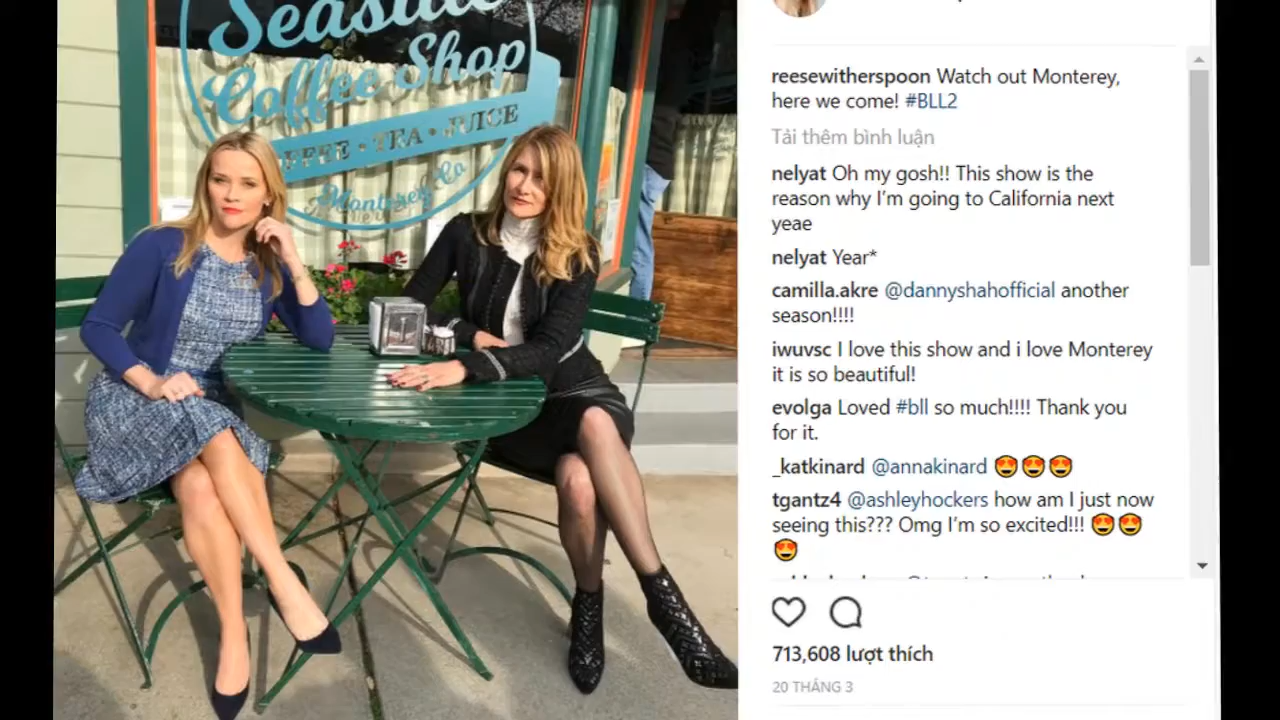 Seaside
Coffee Shop
COFFEE • TEA • JUICE
Monterey Ca
reesewitherspoon Watch out Monterey,
here we come! #BLL2
Tải thêm bình luận
nelyat Oh my gosh!! This show is the
reason why I'm going to California next
yeae
nelyat Year*
camilla.akre @dannyshahofficial another
season!!!!
iwuvsc I love this show and i love Monterey
it is so beautiful!
evolga Loved #bll so much!!!! Thank you
for it.
_katkinard @annakinard 😍😍😍
tgantz4 @ashleyhockers how am I just now
seeing this??? Omg I'm so excited!!! 😍😍
😍
713,608 lượt thích
20 THÁNG 3